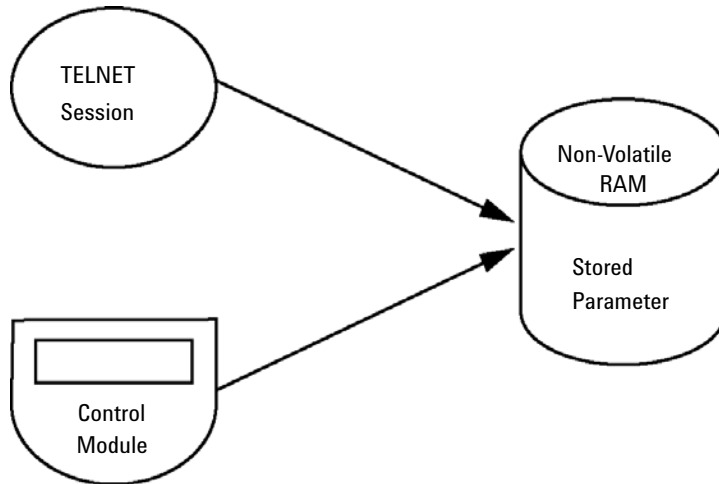 TELNET
Session
Non-Volatile
RAM
Stored
Parameter
Control
Module